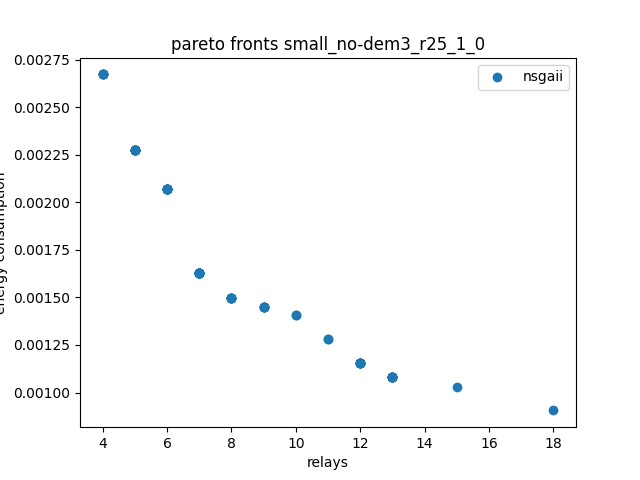 pareto fronts small_no-dem3_r25_1_0
nsgaii
0.00275
0.00250
0.00225
0.00200
0.00175
0.00150
0.00125
0.00100
energy consumption
4 6 8 10 12 14 16 18
relays